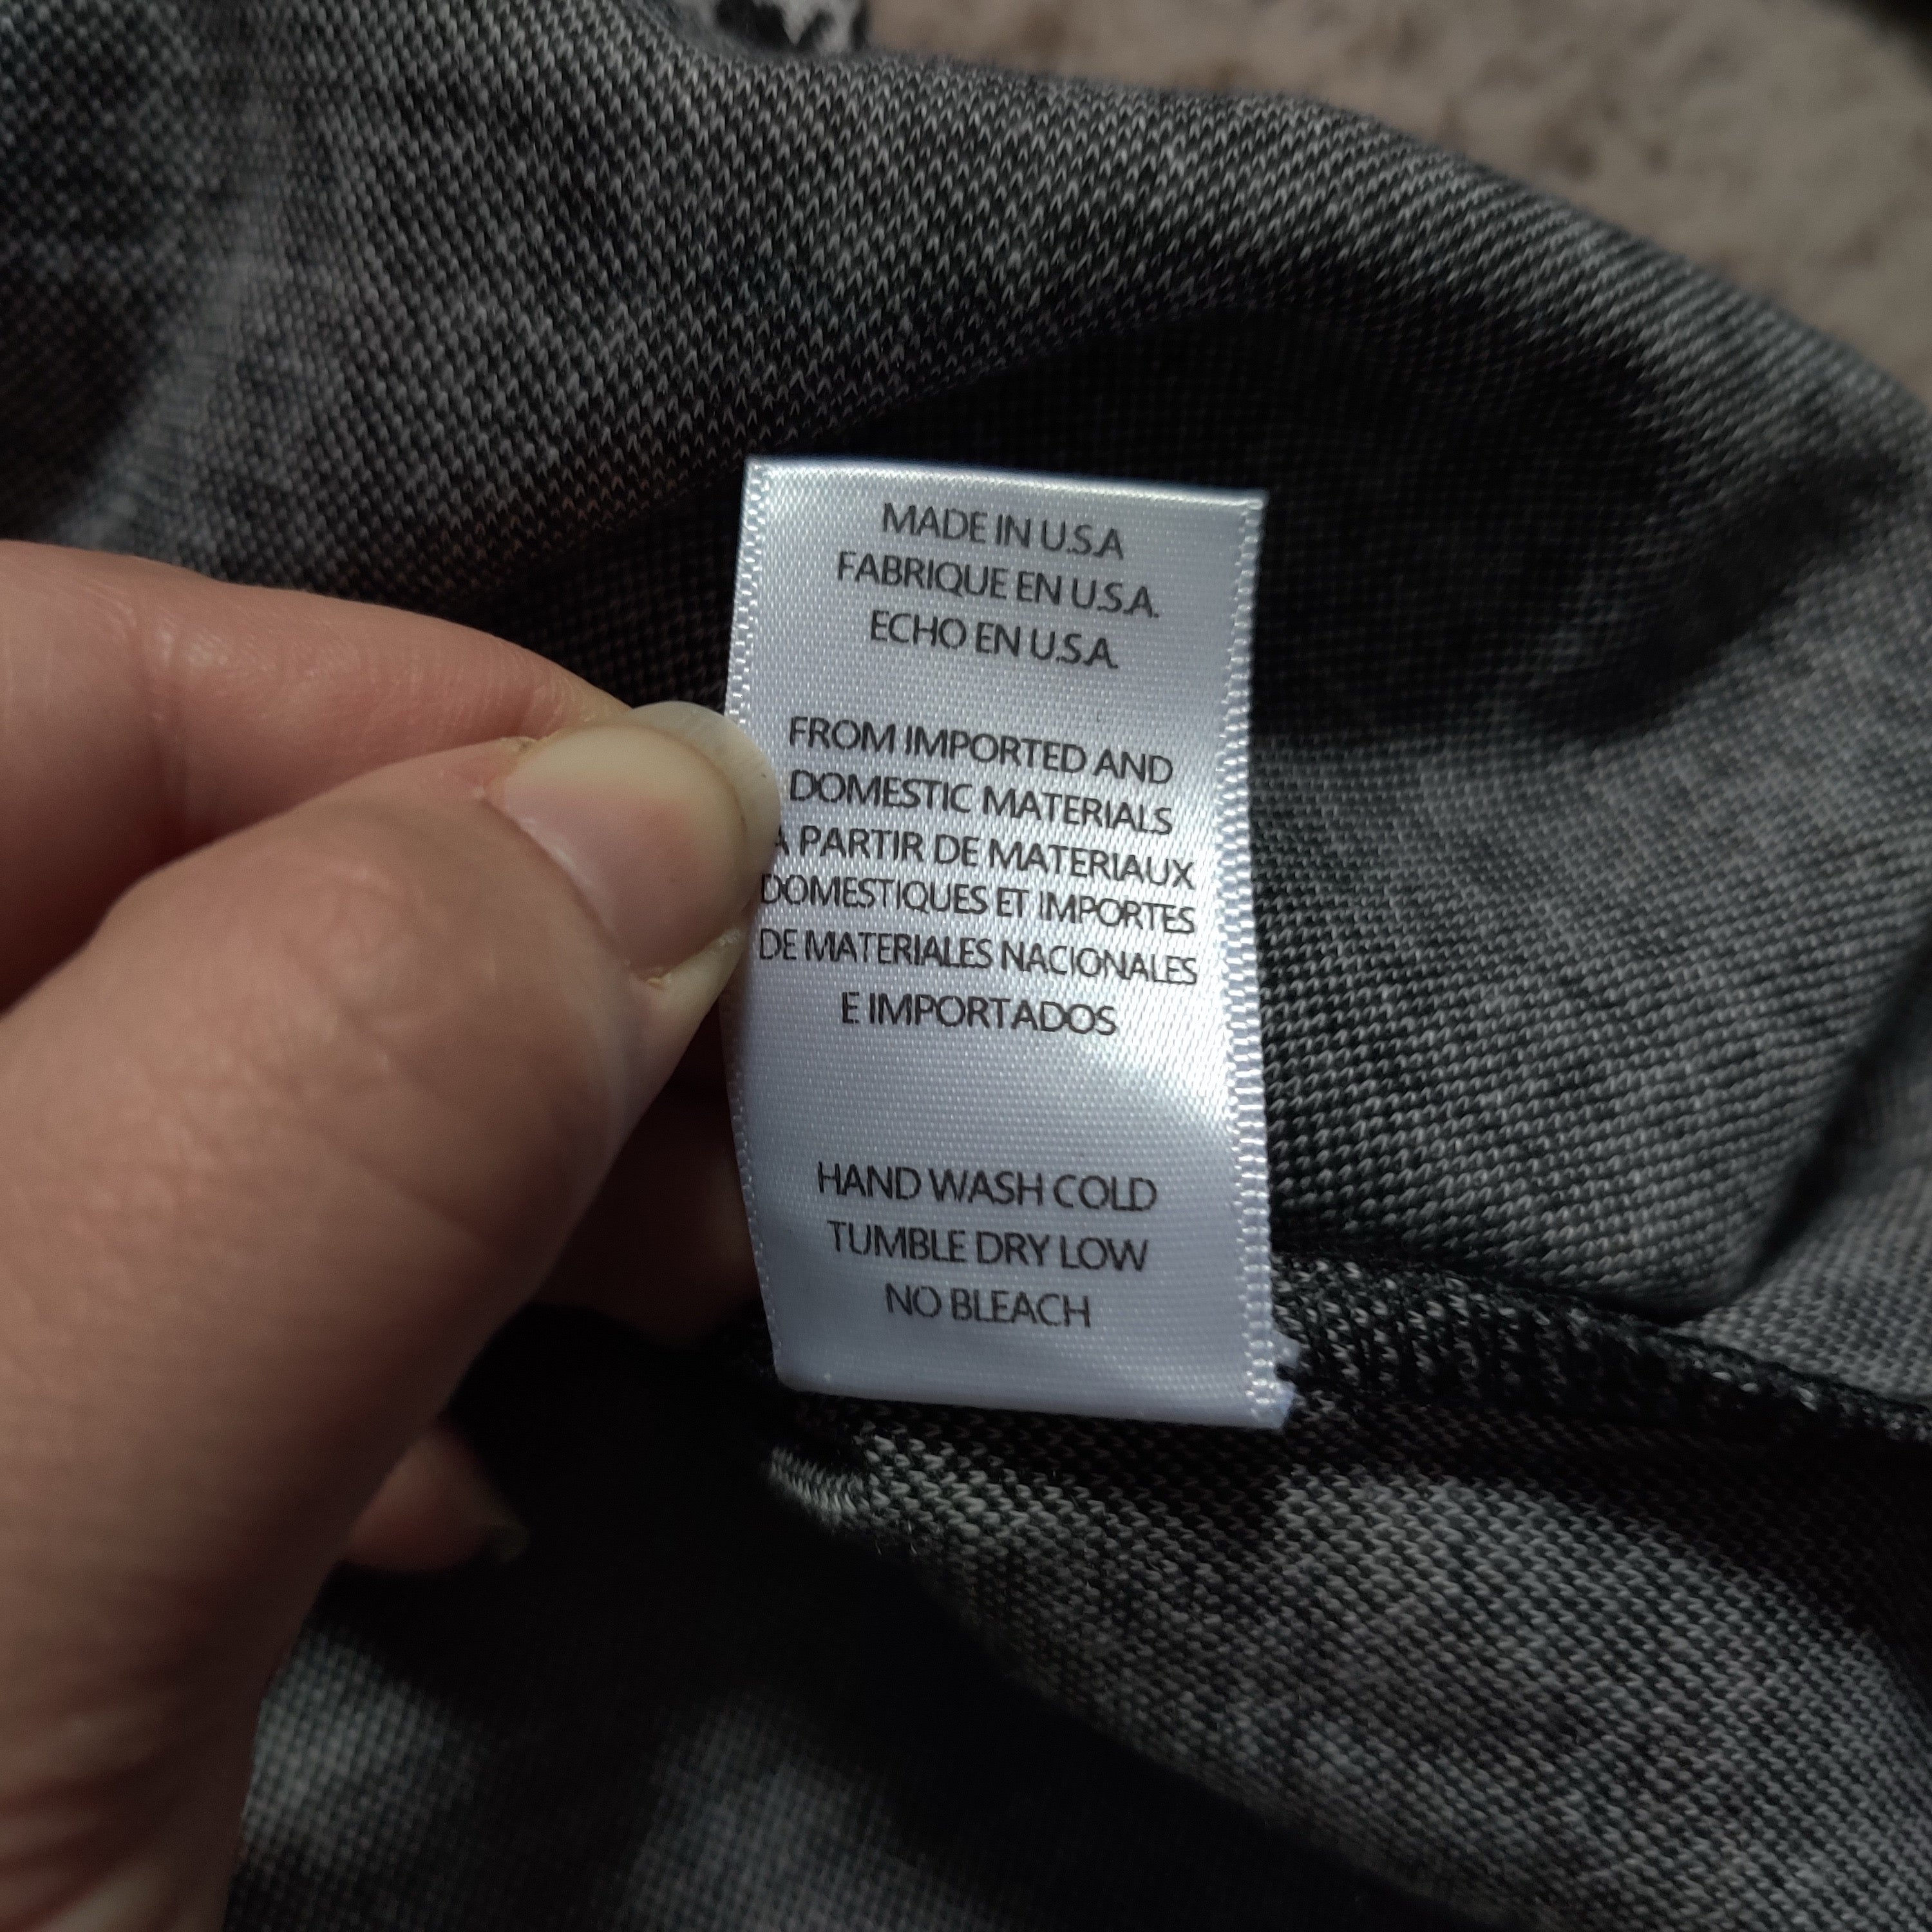 MADE IN U.S.A
FABRIQUE EN U.S.A.
ECHO EN U.S.A.
FROM IMPORTED AND
DOMESTIC MATERIALS
A PARTIR DE MATERIAUX
DOMESTIQUES ET IMPORTES
DE MATERIALES NACIONALES
E IMPORTADOS
HAND WASH COLD
TUMBLE DRY LOW
NO BLEACH